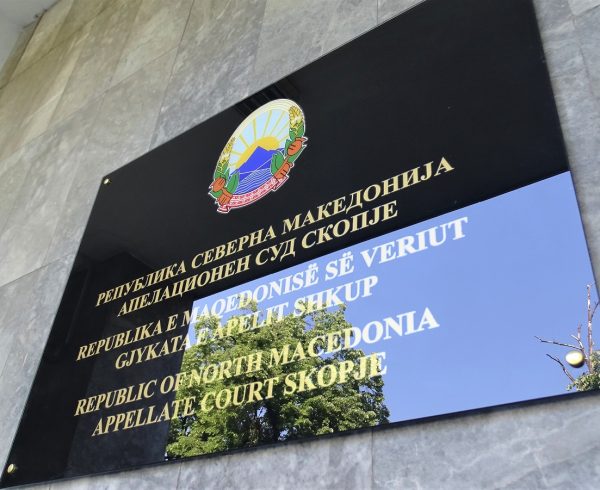 РЕПУБЛИКА СЕВЕРНА МАКЕДОНИЈА
АПЕЛАЦИОНЕН СУД СКОПЈЕ
REPUBLIKA E MAQEDONISË SË VERIUT
GJYKATA E APELIT SHKUP
REPUBLIC OF NORTH MACEDONIA
APPELLATE COURT SKOPJE